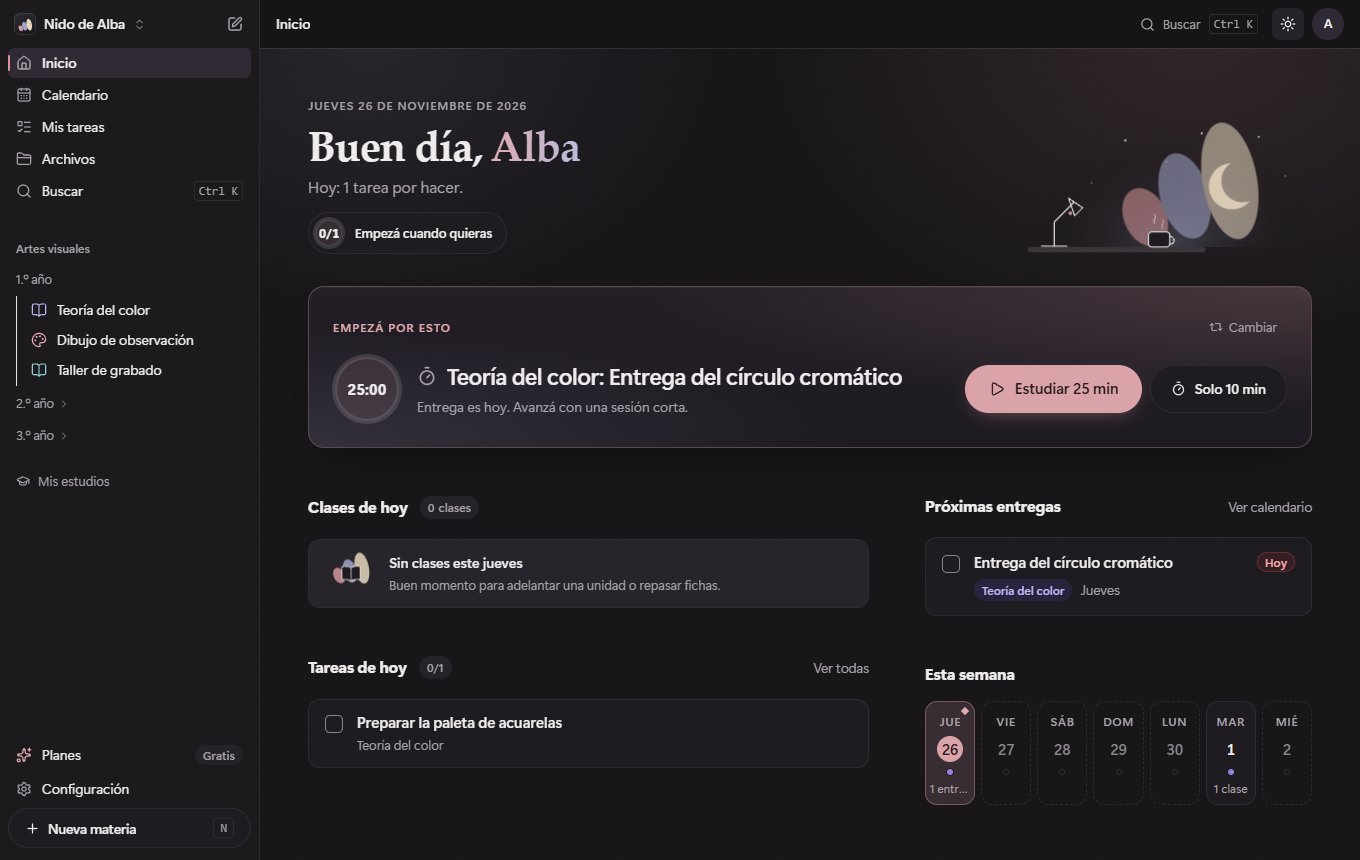 Nido de Alba
Inicio
Calendario
Mis tareas
Archivos
Buscar Ctrl K
Artes visuales
1.º año
Teoría del color
Dibujo de observación
Taller de grabado
2.º año
3.º año
Mis estudios
Planes Gratis
Configuración
Nueva materia N
Inicio
Buscar Ctrl K A
JUEVES 26 DE NOVIEMBRE DE 2026
Buen día, Alba
Hoy: 1 tarea por hacer.
0/1 Empezá cuando quieras
EMPEZÁ POR ESTO
Cambiar
25:00
Teoría del color: Entrega del círculo cromático
Entrega es hoy. Avanzá con una sesión corta.
Estudiar 25 min
Solo 10 min
Clases de hoy 0 clases
Sin clases este jueves
Buen momento para adelantar una unidad o repasar fichas.
Tareas de hoy 0/1
Ver todas
Preparar la paleta de acuarelas
Teoría del color
Próximas entregas
Ver calendario
Entrega del círculo cromático
Hoy
Teoría del color Jueves
Esta semana
JUE VIE SÁB DOM LUN MAR MIÉ
26 27 28 29 30 1 2
1 entr... 1 clase